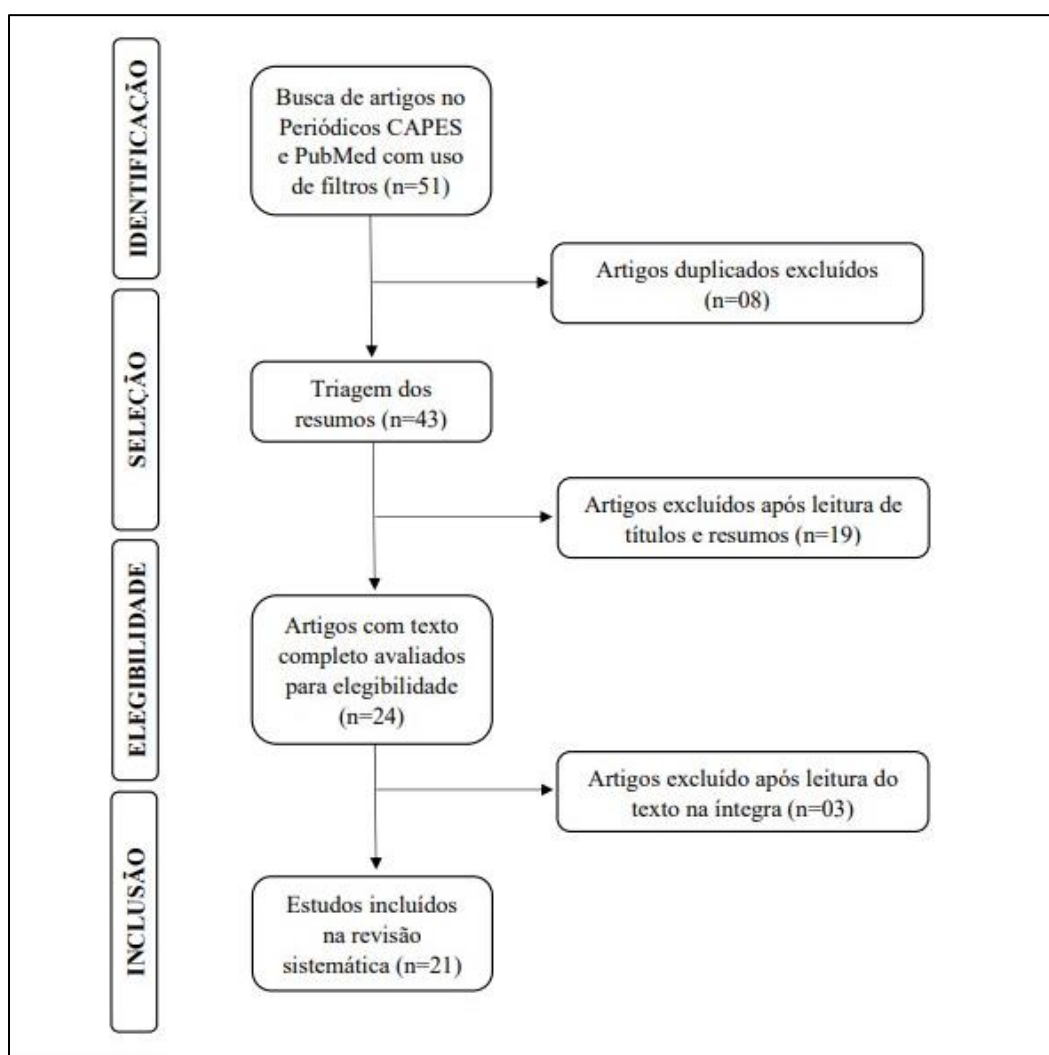 IDENTIFICAÇÃO
Busca de artigos no
Periódicos CAPES
e PubMed com uso
de filtros (n=51)
Artigos duplicados excluídos
(n=08)
SELEÇÃO
Triagem dos
resumos (n=43)
Artigos excluídos após leitura de
títulos e resumos (n=19)
ELEGIBILIDADE
Artigos com texto
completo avaliados
para elegibilidade
(n=24)
Artigos excluído após leitura do
texto na íntegra (n=03)
INCLUSÃO
Estudos incluídos
na revisão
sistemática (n=21)